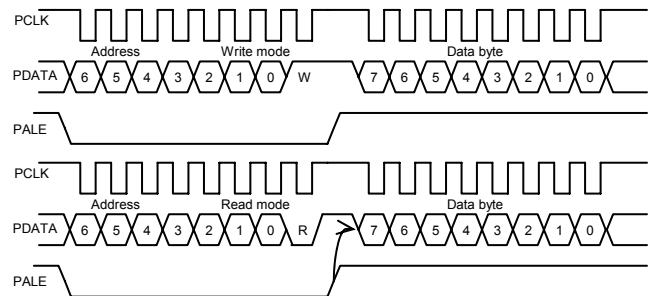 PCLK
Address Write mode Data byte
PDATA 6 5 4 3 2 1 0 W 7 6 5 4 3 2 1 0
PALE
PCLK
Address Read mode Data byte
PDATA 6 5 4 3 2 1 0 R 7 6 5 4 3 2 1 0
PALE